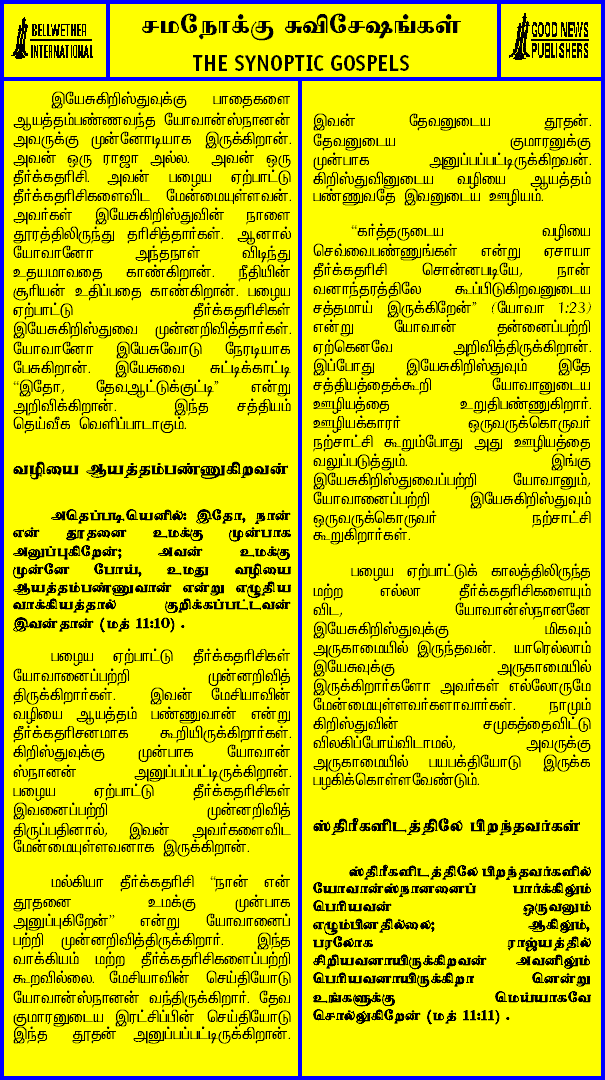 BELLWETHER
INTERNATIONAL
சமநோக்கு சுவிசேஷங்கள்
THE SYNOPTIC GOSPELS
GOOD NEWS
PUBLISHERS
இயேசுகிறிஸ்துவுக்கு பாதைகளை
ஆயத்தம்பண்ணவந்த யோவான்ஸ்நானன்
அவருக்கு முன்னோடியாக இருக்கிறான்.
அவன் ஒரு ராஜா அல்ல. அவன் ஒரு
தீர்க்கதரிசி. அவன் பழைய ஏற்பாட்டு
தீர்க்கதரிசிகளைவிட மேன்மையுள்ளவன்.
அவர்கள் இயேசுகிறிஸ்துவின் நாளை
தூரத்திலிருந்து தரிசித்தார்கள். ஆனால்
யோவானோ அந்தநாள் விடிந்து
உதயமாவதை காண்கிறான். நீதியின்
சூரியன் உதிப்பதை காண்கிறான். பழைய
ஏற்பாட்டு தீர்க்கதரிசிகள்
இயேசுகிறிஸ்துவை முன்னறிவித்தார்கள்.
யோவானோ இயேசுவோடு நேரடியாக
பேசுகிறான். இயேசுவை சுட்டிக்காட்டி
“இதோ, தேவஆட்டுக்குட்டி” என்று
அறிவிக்கிறான். இந்த சத்தியம்
தெய்வீக வெளிப்பாடாகும்.
வழியை ஆயத்தம்பண்ணுகிறவன்
அதெப்படியெனில்: இதோ, நான்
என் தூதனை உமக்கு முன்பாக
அனுப்புகிறேன்; அவன் உமக்கு
முன்னே போய், உமது வழியை
ஆயத்தம்பண்ணுவான் என்று எழுதிய
வாக்கியத்தால் குறிக்கப்பட்டவன்
இவன்தான் (மத் 11:10) .
பழைய ஏற்பாட்டு தீர்க்கதரிசிகள்
யோவானைப்பற்றி முன்னறிவித்
திருக்கிறார்கள். இவன் மேசியாவின்
வழியை ஆயத்தம் பண்ணுவான் என்று
தீர்க்கதரிசனமாக கூறியிருக்கிறார்கள்.
கிறிஸ்துவுக்கு முன்பாக யோவான்
ஸ்நானன் அனுப்பப்பட்டிருக்கிறான்.
பழைய ஏற்பாட்டு தீர்க்கதரிசிகள்
இவனைப்பற்றி முன்னறிவித்
திருப்பதினால், இவன் அவர்களைவிட
மேன்மையுள்ளவனாக இருக்கிறான்.
மல்கியா தீர்க்கதரிசி “நான் என்
தூதனை உமக்கு முன்பாக
அனுப்புகிறேன்” என்று யோவானைப்
பற்றி முன்னறிவித்திருக்கிறார். இந்த
வாக்கியம் மற்ற தீர்க்கதரிசிகளைப்பற்றி
கூறவில்லை. மேசியாவின் செய்தியோடு
யோவான்ஸ்நானன் வந்திருக்கிறார். தேவ
குமாரனுடைய இரட்சிப்பின் செய்தியோடு
இந்த தூதன் அனுப்பப்பட்டிருக்கிறான்.
இவன் தேவனுடைய தூதன்.
தேவனுடைய குமாரனுக்கு
முன்பாக அனுப்பப்பட்டிருக்கிறவன்.
கிறிஸ்துவினுடைய வழியை ஆயத்தம்
பண்ணுவதே இவனுடைய ஊழியம்.
“கர்த்தருடைய வழியை
செவ்வைபண்ணுங்கள் என்று ஏசாயா
தீர்க்கதரிசி சொன்னபடியே, நான்
வனாந்தரத்திலே கூப்பிடுகிறவனுடைய
சத்தமாய் இருக்கிறேன்” (யோவா 1:23)
என்று யோவான் தன்னைப்பற்றி
ஏற்கெனவே அறிவித்திருக்கிறான்.
இப்போது இயேசுகிறிஸ்துவும் இதே
சத்தியத்தைக்கூறி யோவானுடைய
ஊழியத்தை உறுதிபண்ணுகிறார்.
ஊழியக்காரர் ஒருவருக்கொருவர்
நற்சாட்சி கூறும்போது அது ஊழியத்தை
வலுப்படுத்தும். இங்கு
இயேசுகிறிஸ்துவைப்பற்றி யோவானும்,
யோவானைப்பற்றி இயேசுகிறிஸ்துவும்
ஒருவருக்கொருவர் நற்சாட்சி
கூறுகிறார்கள்.
பழைய ஏற்பாட்டுக் காலத்திலிருந்த
மற்ற எல்லா தீர்க்கதரிசிகளையும்
விட, யோவான்ஸ்நானனே
இயேசுகிறிஸ்துவுக்கு மிகவும்
அருகாமையில் இருந்தவன். யாரெல்லாம்
இயேசுவுக்கு அருகாமையில்
இருக்கிறார்களோ அவர்கள் எல்லோருமே
மேன்மையுள்ளவர்களாவார்கள். நாமும்
கிறிஸ்துவின் சமுகத்தைவிட்டு
விலகிப்போய்விடாமல், அவருக்கு
அருகாமையில் பயபக்தியோடு இருக்க
பழகிக்கொள்ளவேண்டும்.
ஸ்திரீகளிடத்திலே பிறந்தவர்கள்
ஸ்திரீகளிடத்திலே பிறந்தவர்களில்
யோவான்ஸ்நானனைப் பார்க்கிலும்
பெரியவன் ஒருவனும்
எழும்பினதில்லை; ஆகிலும்,
பரலோக ராஜ்யத்தில்
சிறியவனாயிருக்கிறவன் அவனிலும்
பெரியவனாயிருக்கிறா னென்று
உங்களுக்கு மெய்யாகவே
சொல்லுகிறேன் (மத் 11:11) .